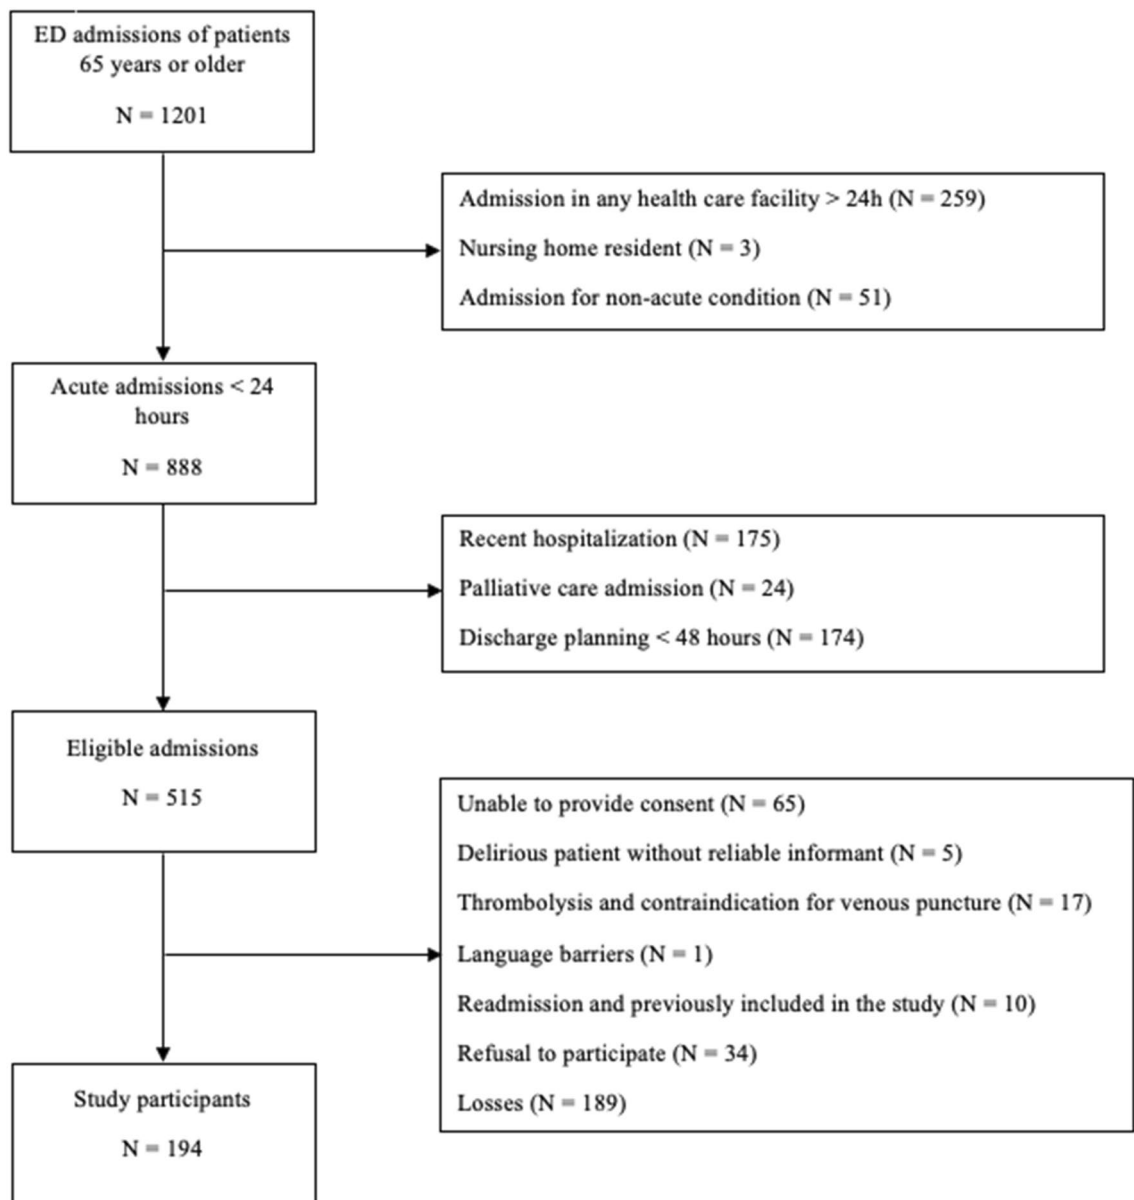 ED admissions of patients
65 years or older
N = 1201
Admission in any health care facility > 24h (N = 259)
Nursing home resident (N = 3)
Admission for non-acute condition (N = 51)
Acute admissions < 24
hours
N = 888
Recent hospitalization (N = 175)
Palliative care admission (N = 24)
Discharge planning < 48 hours (N = 174)
Eligible admissions
N = 515
Unable to provide consent (N = 65)
Delirious patient without reliable informant (N = 5)
Thrombolysis and contraindication for venous puncture (N = 17)
Language barriers (N = 1)
Readmission and previously included in the study (N = 10)
Refusal to participate (N = 34)
Losses (N = 189)
Study participants
N = 194